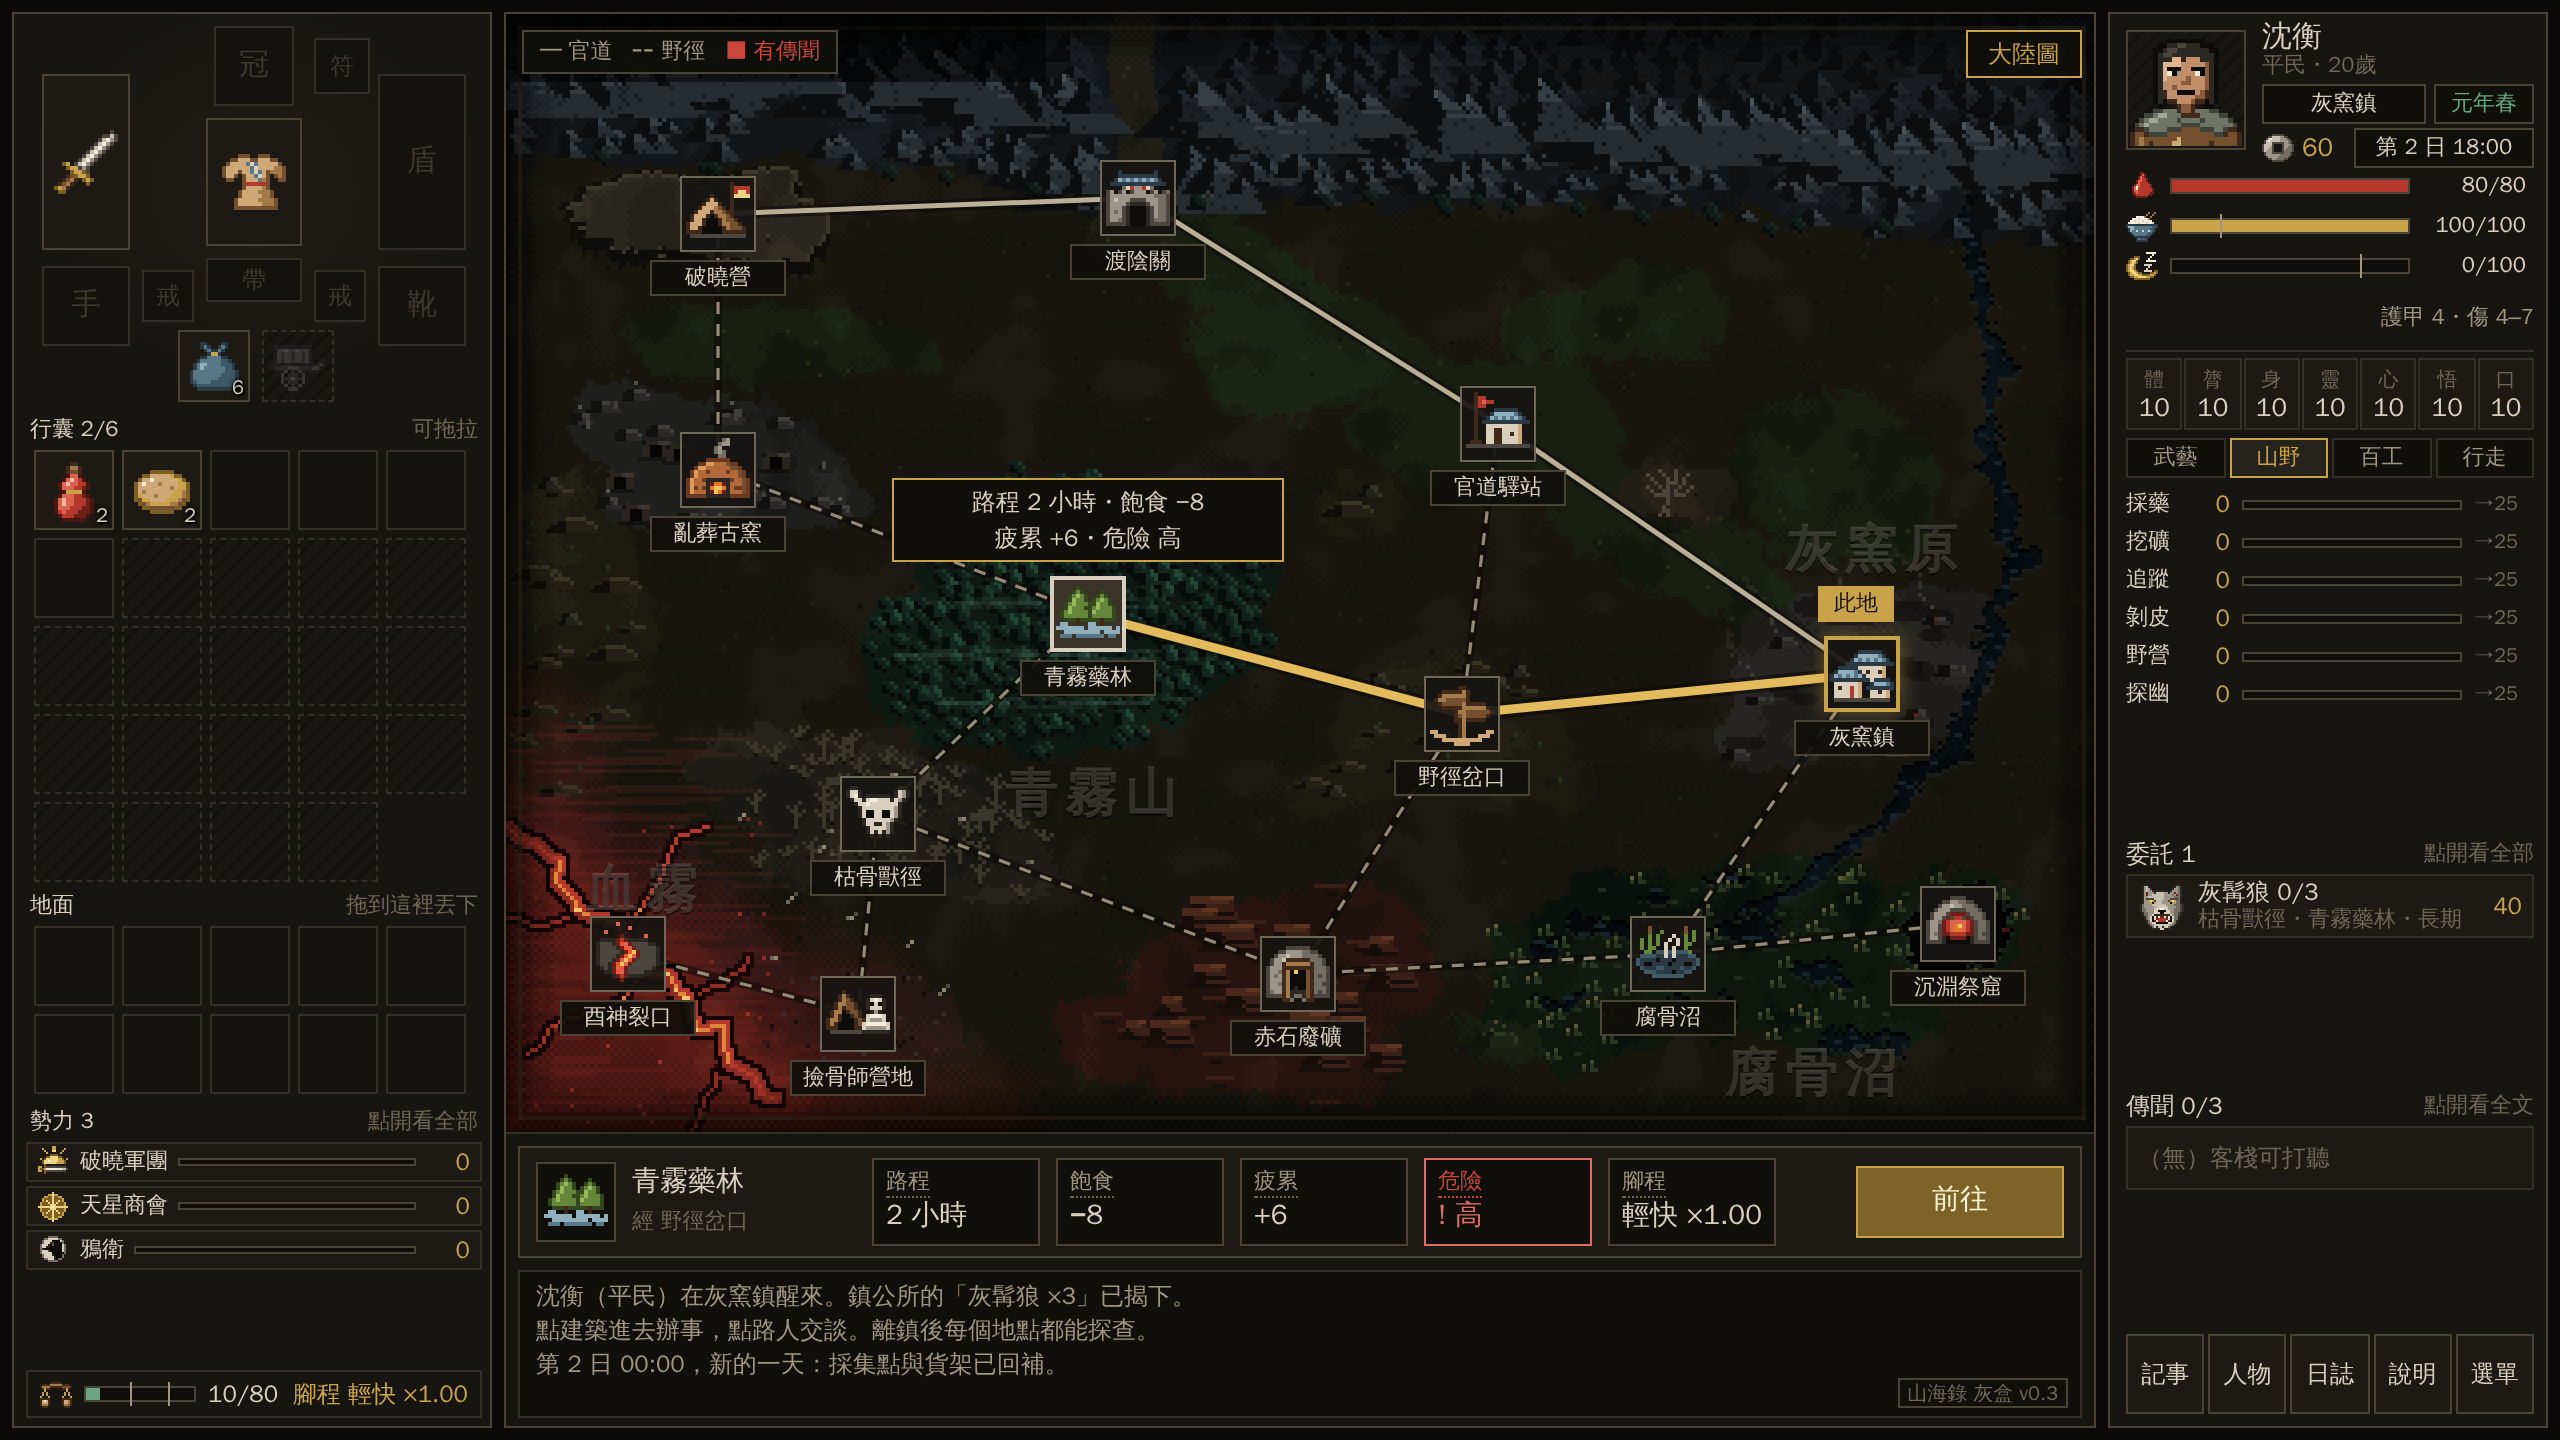 冠
符
盾
手
戒
帶
戒
靴
6
行囊 2/6
可拖拉
2
2
地面
拖到這裡丟下
勢力 3
點開看全部
破曉軍團 0
天星商會 0
鴉衛 0
10/80 腳程 輕快 ×1.00
— 官道 -- 野徑 ■ 有傳聞
大陸圖
破曉營
渡陰關
官道驛站
亂葬古窯
路程 2 小時・飽食 −8
疲累 +6・危險 高
灰窯原
此地
青霧藥林
灰窯鎮
野徑岔口
青霧山
枯骨獸徑
血霧
酉神裂口
撿骨師營地
赤石廢礦
腐骨沼
沉淵祭窟
腐骨沼
青霧藥林
經 野徑岔口
路程
2 小時
飽食
−8
疲累
+6
危險
! 高
腳程
輕快 ×1.00
前往
沈衡（平民）在灰窯鎮醒來。鎮公所的「灰髯狼 ×3」已揭下。
點建築進去辦事，點路人交談。離鎮後每個地點都能探查。
第 2 日 00:00，新的一天：採集點與貨架已回補。
山海錄 灰盒 v0.3
沈衡
平民・20歲
灰窯鎮
元年春
60
第 2 日 18:00
80/80
100/100
0/100
護甲 4・傷 4–7
體 膂 身 靈 心 悟 口
10 10 10 10 10 10 10
武藝 山野 百工 行走
採藥 0 →25
挖礦 0 →25
追蹤 0 →25
剝皮 0 →25
野營 0 →25
探幽 0 →25
委託 1
點開看全部
灰髯狼 0/3
枯骨獸徑・青霧藥林・長期
40
傳聞 0/3
點開看全文
（無）客棧可打聽
記事 人物 日誌 說明 選單